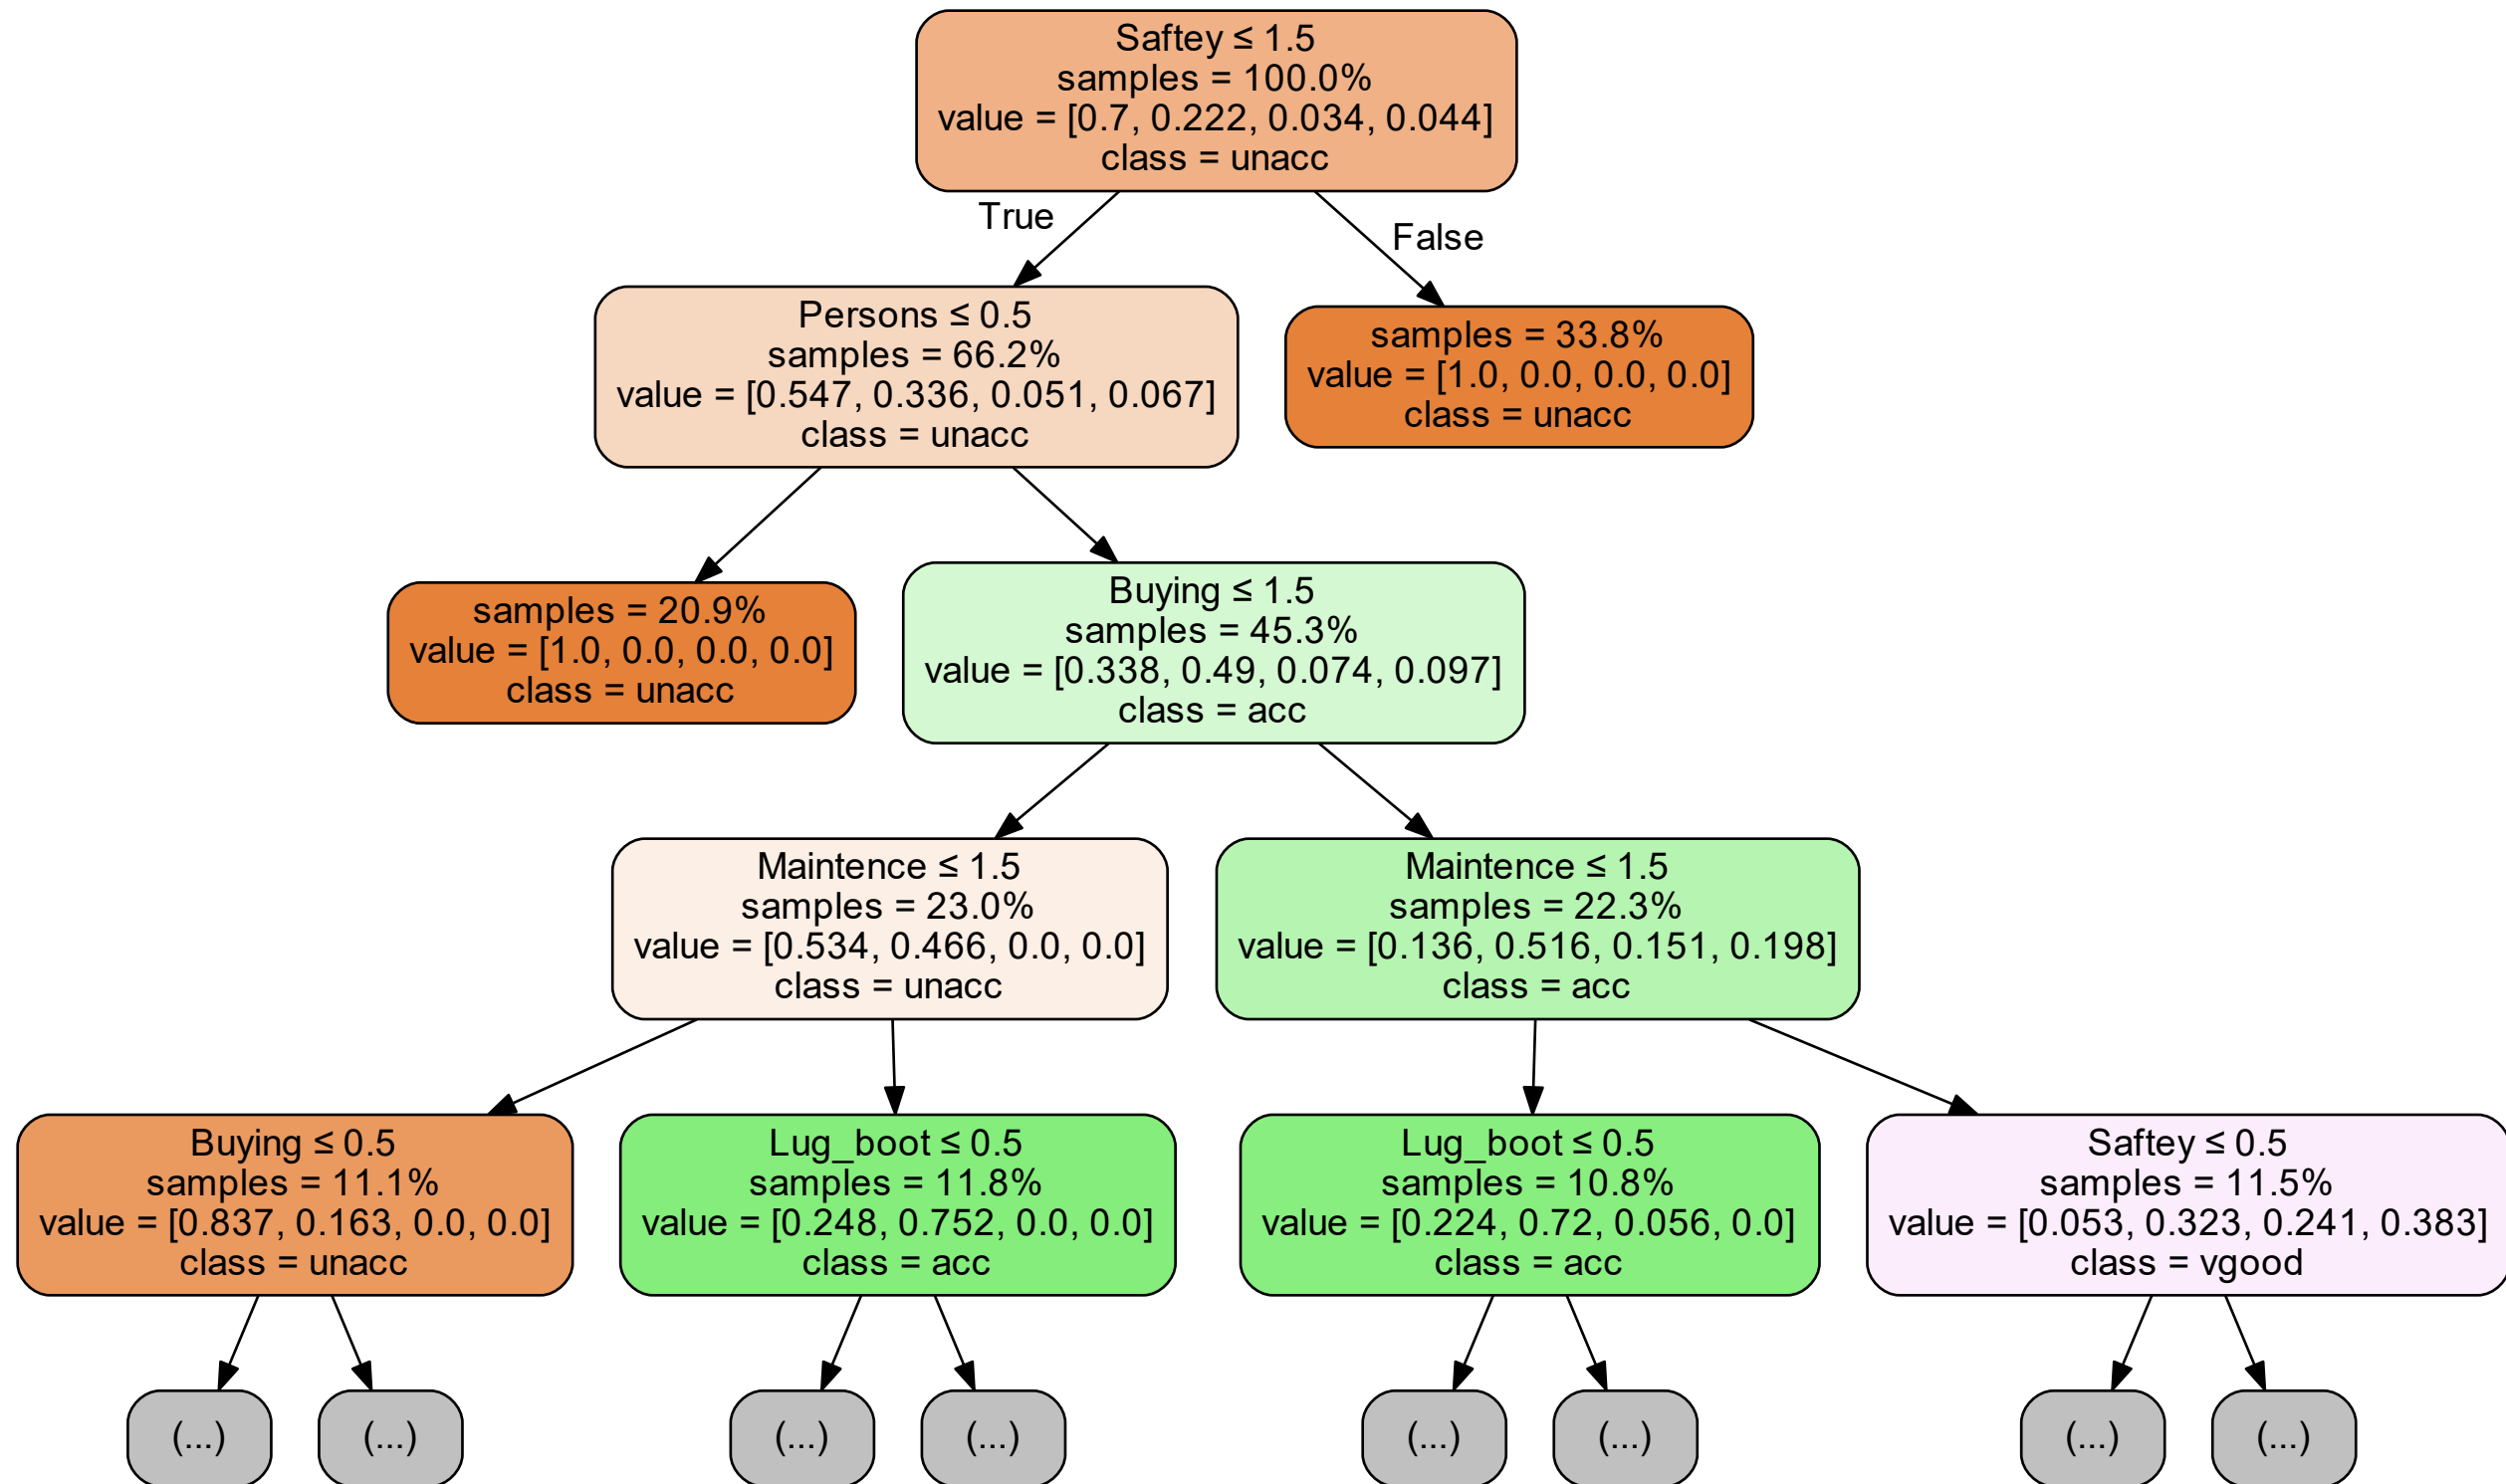 Saftey ≤ 1.5
samples = 100.0%
value = [0.7, 0.222, 0.034, 0.044]
class = unacc
True
False
Persons ≤ 0.5
samples = 66.2%
value = [0.547, 0.336, 0.051, 0.067]
class = unacc
samples = 33.8%
value = [1.0, 0.0, 0.0, 0.0]
class = unacc
samples = 20.9%
value = [1.0, 0.0, 0.0, 0.0]
class = unacc
Buying ≤ 1.5
samples = 45.3%
value = [0.338, 0.49, 0.074, 0.097]
class = acc
Maintence ≤ 1.5
samples = 23.0%
value = [0.534, 0.466, 0.0, 0.0]
class = unacc
Maintence ≤ 1.5
samples = 22.3%
value = [0.136, 0.516, 0.151, 0.198]
class = acc
Buying ≤ 0.5
samples = 11.1%
value = [0.837, 0.163, 0.0, 0.0]
class = unacc
Lug_boot ≤ 0.5
samples = 11.8%
value = [0.248, 0.752, 0.0, 0.0]
class = acc
Lug_boot ≤ 0.5
samples = 10.8%
value = [0.224, 0.72, 0.056, 0.0]
class = acc
Saftey ≤ 0.5
samples = 11.5%
value = [0.053, 0.323, 0.241, 0.383]
class = vgood
(...)
(...)
(...)
(...)
(...)
(...)
(...)
(...)